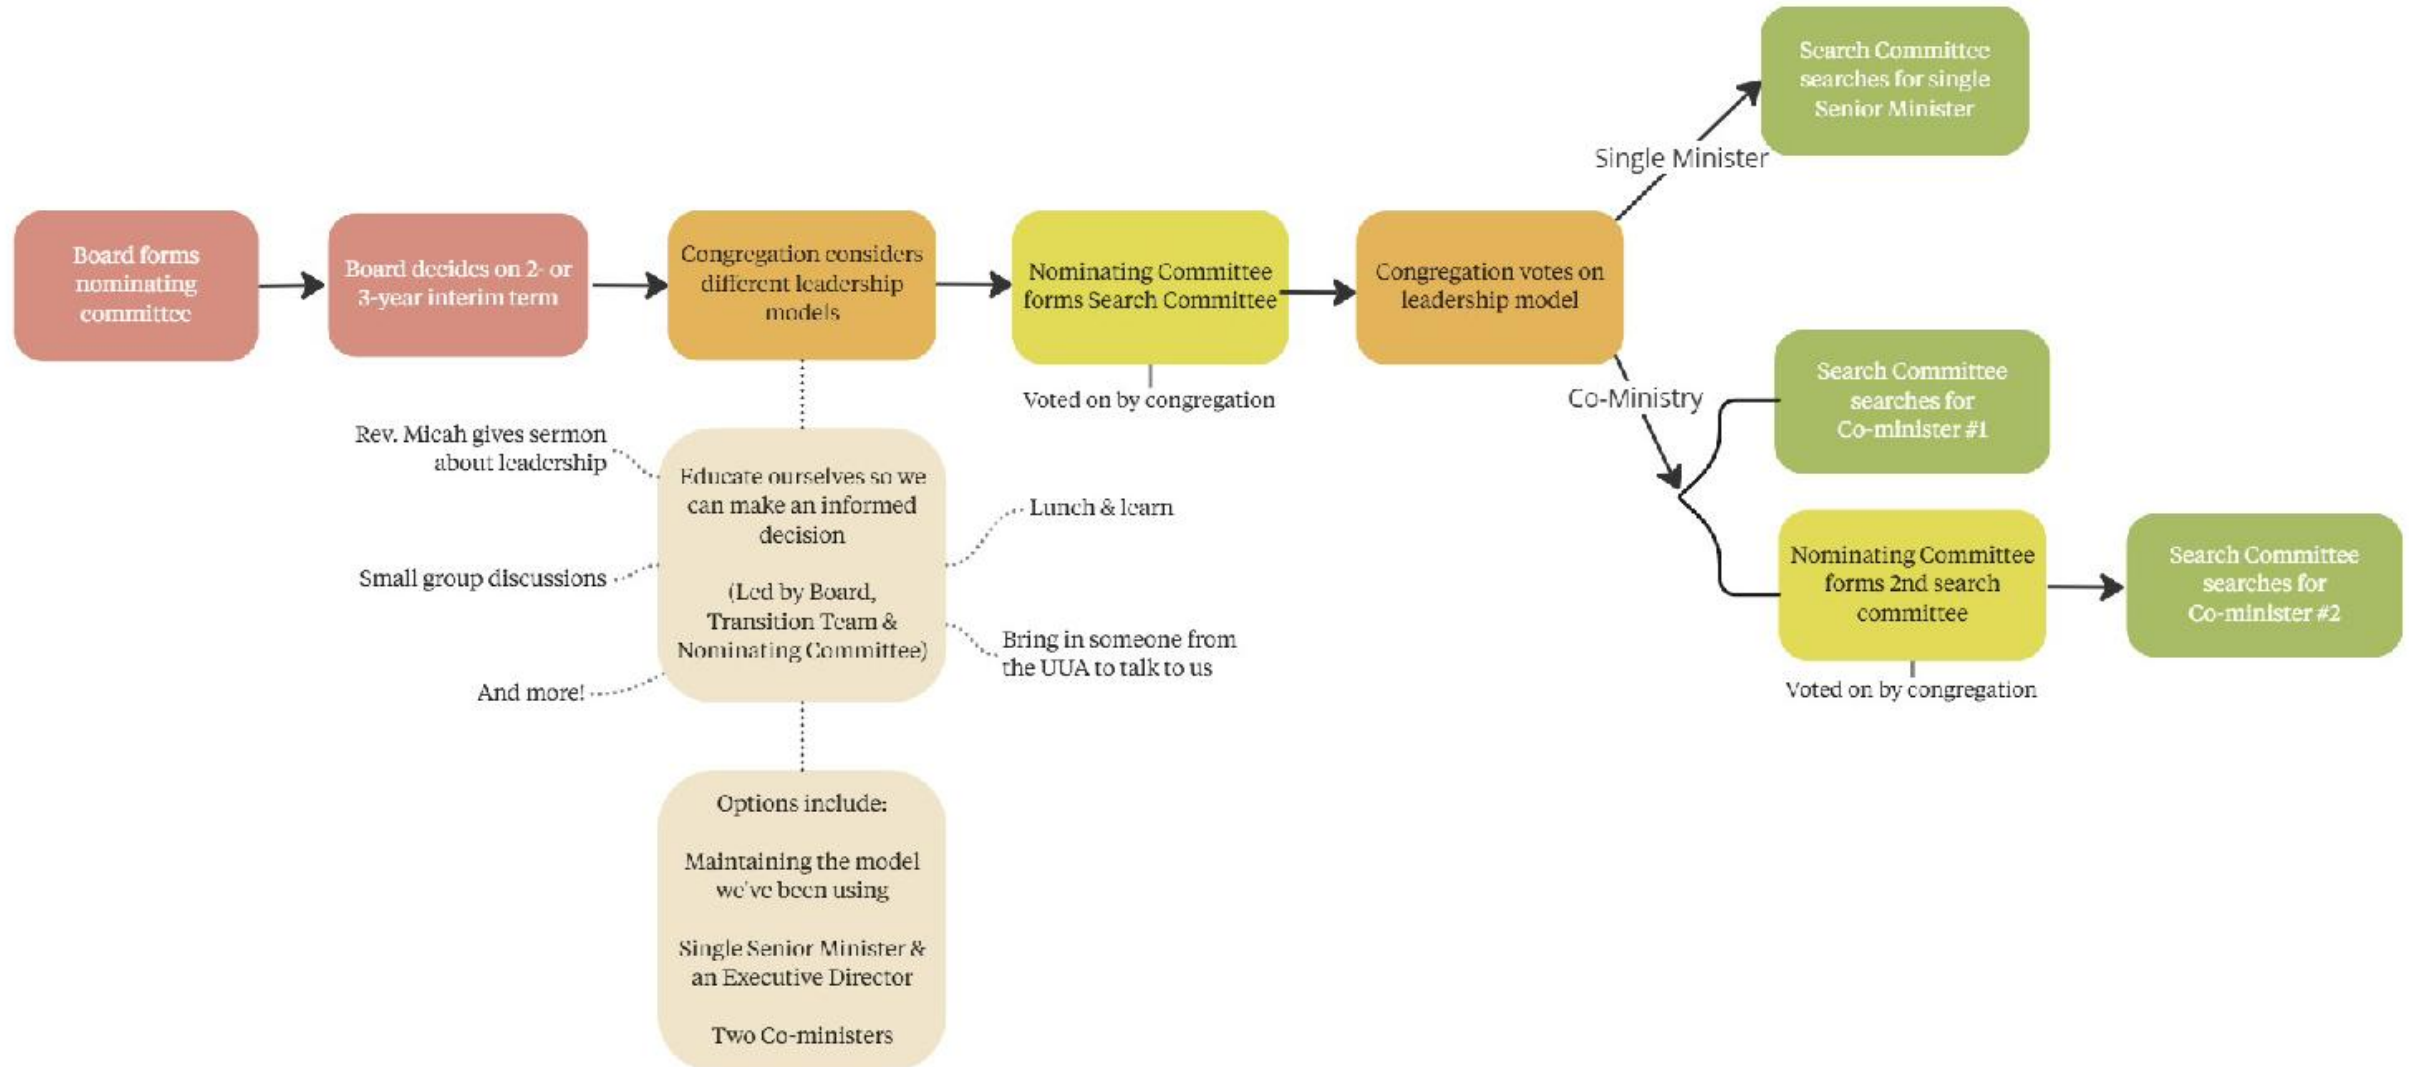 Board forms
nominating
committee
Board decides on 2- or
3-year interim term
Congregation considers
different leadership
models
Nominating Committee
forms Search Committee
Voted on by congregation
Congregation votes on
leadership model
Single Minister
Search Committee
searches for single
Senior Minister
Co-Ministry
Search Committee
searches for
Co-minister #1
Nominating Committee
forms 2nd search
committee
Voted on by congregation
Search Committee
searches for
Co-minister #2
Rev. Micah gives sermon
about leadership
Small group discussions
And more!
Educate ourselves so we
can make an informed
decision
(Led by Board,
Transition Team &
Nominating Committee)
Lunch & learn
Bring in someone from
the UUA to talk to us
Options include:
Maintaining the model
we've been using
Single Senior Minister &
an Executive Director
Two Co-ministers